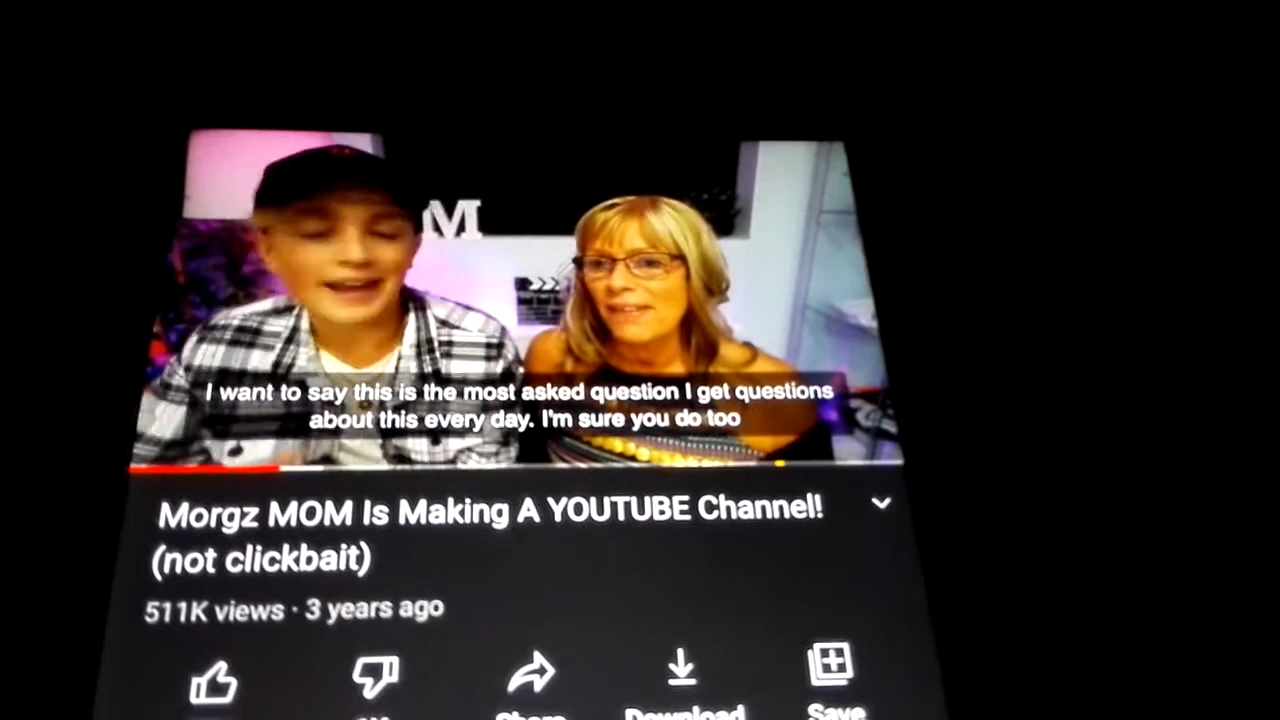 M
I want to say this is the most asked question I get questions
about this every day. I'm sure you do too
Morgz MOM Is Making A YOUTUBE Channel!
(not clickbait)
511K views · 3 years ago
Share
Download
Save